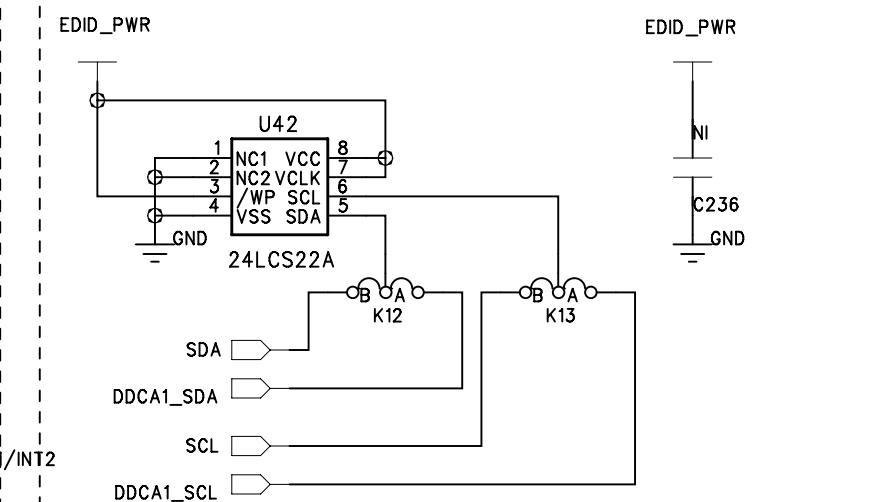 EDID_PWR
EDID_PWR
U42
1 NC1 VCC 8
2 NC2 VCLK 7
3 /WP SCL 6
4 VSS SDA 5
NI
C236
GND
GND
24LCS22A
B A
B A
K12
K13
SDA
DDCA1_SDA
SCL
/INT2
DDCA1_SCL